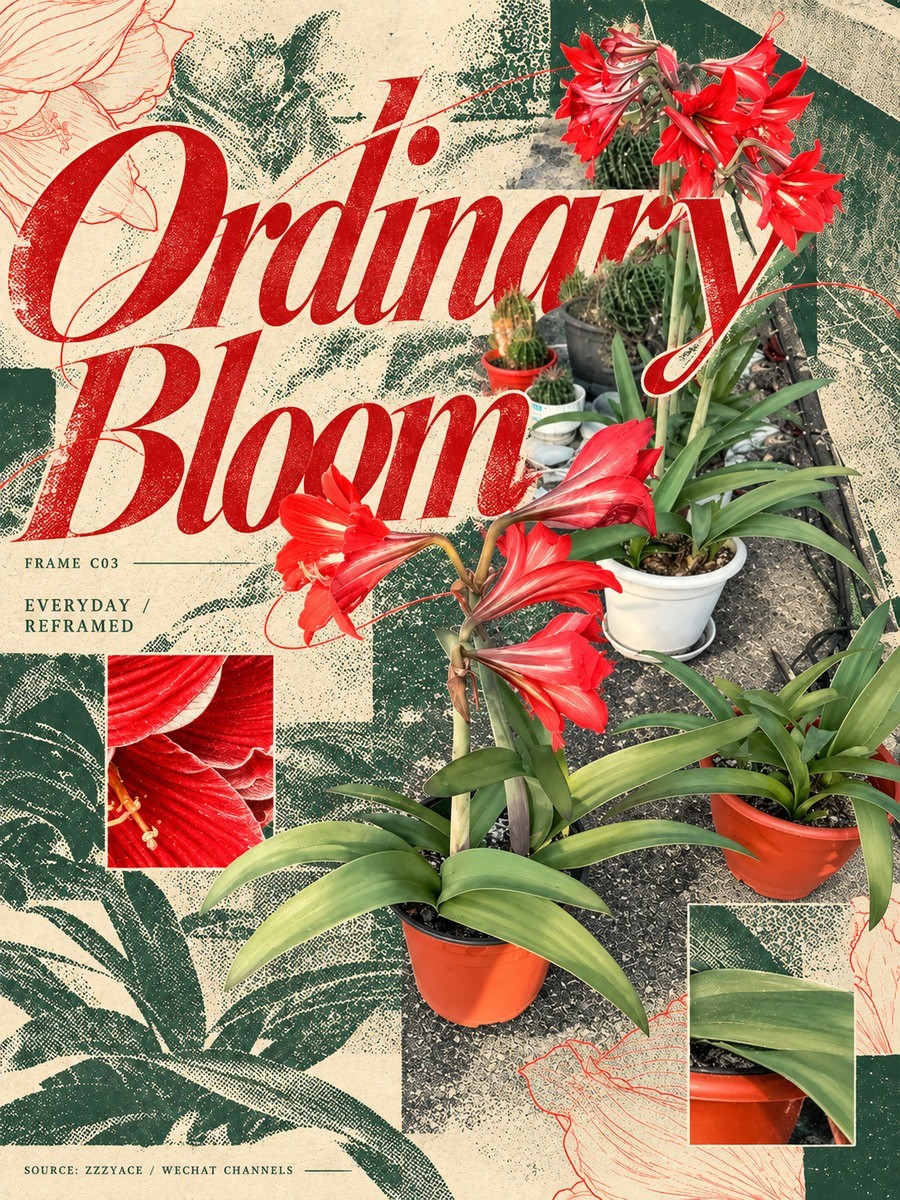 Ordinary
Bloom
FRAME C03
EVERYDAY /
REFRAMED
SOURCE: ZZZYACE / WECHAT CHANNELS